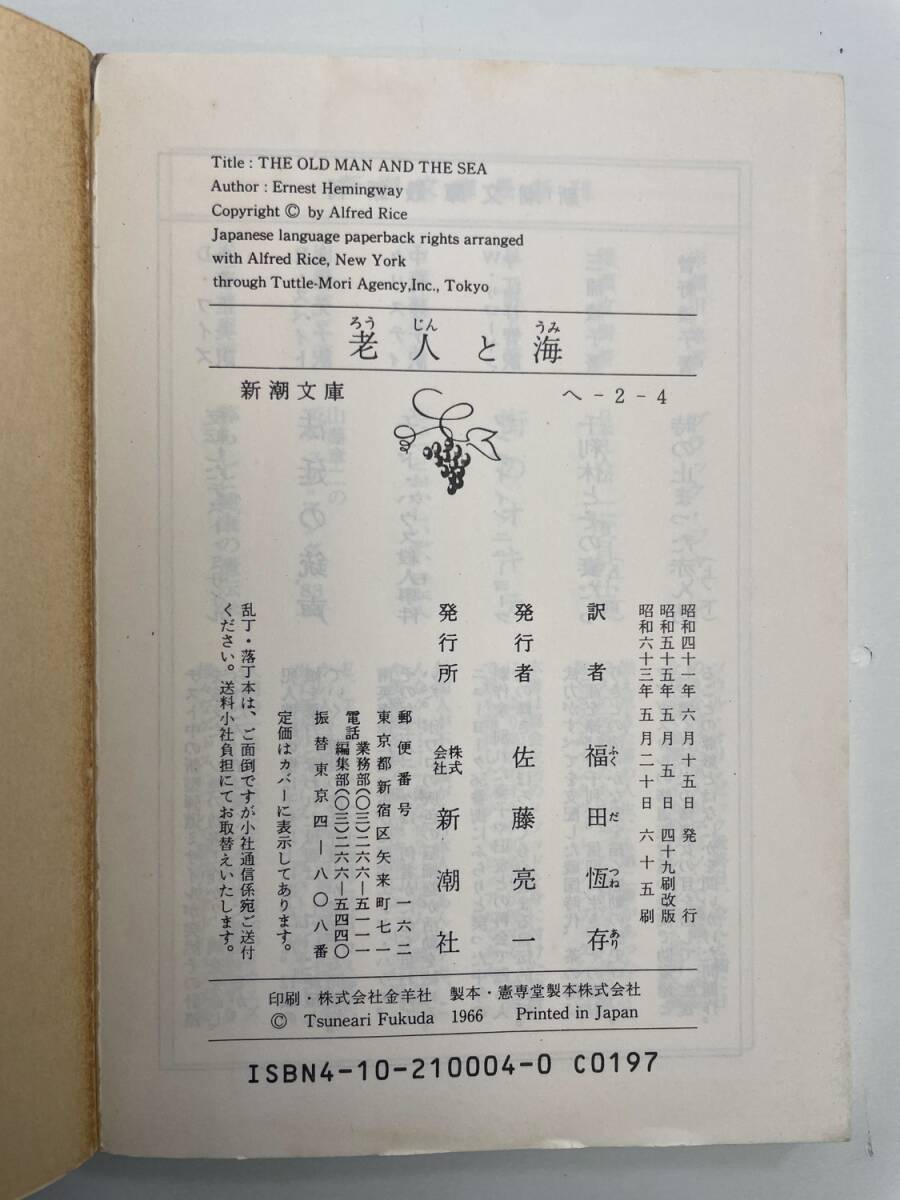 Title : THE OLD MAN AND THE SEA
Author : Ernest Hemingway
Copyright © by Alfred Rice
Japanese language paperback rights arranged
with Alfred Rice, New York
through Tuttle-Mori Agency,Inc., Tokyo
ろう じん うみ
老人と海
新潮文庫 ヘ-2-4
昭和四十一年六月十五日発行
昭和五十五年五月五日四十九刷改版
昭和六十三年五月二十日六十五刷
訳者 福田恆存
ふく だ つね あり
発行者 佐藤亮一
発行所 株式会社 新潮社
郵便番号 一六二
東京都新宿区矢来町七一
電話 業務部(〇三)二六六—五一一一
編集部(〇三)二六六—五四四〇
振替東京四—八〇八番
定価はカバーに表示してあります。
乱丁・落丁本は、ご面倒ですが小社通信係宛ご送付
ください。送料小社負担にてお取替えいたします。
印刷・株式会社金羊社 製本・憲専堂製本株式会社
© Tsuneari Fukuda 1966 Printed in Japan
ISBN4-10-210004-0 C0197